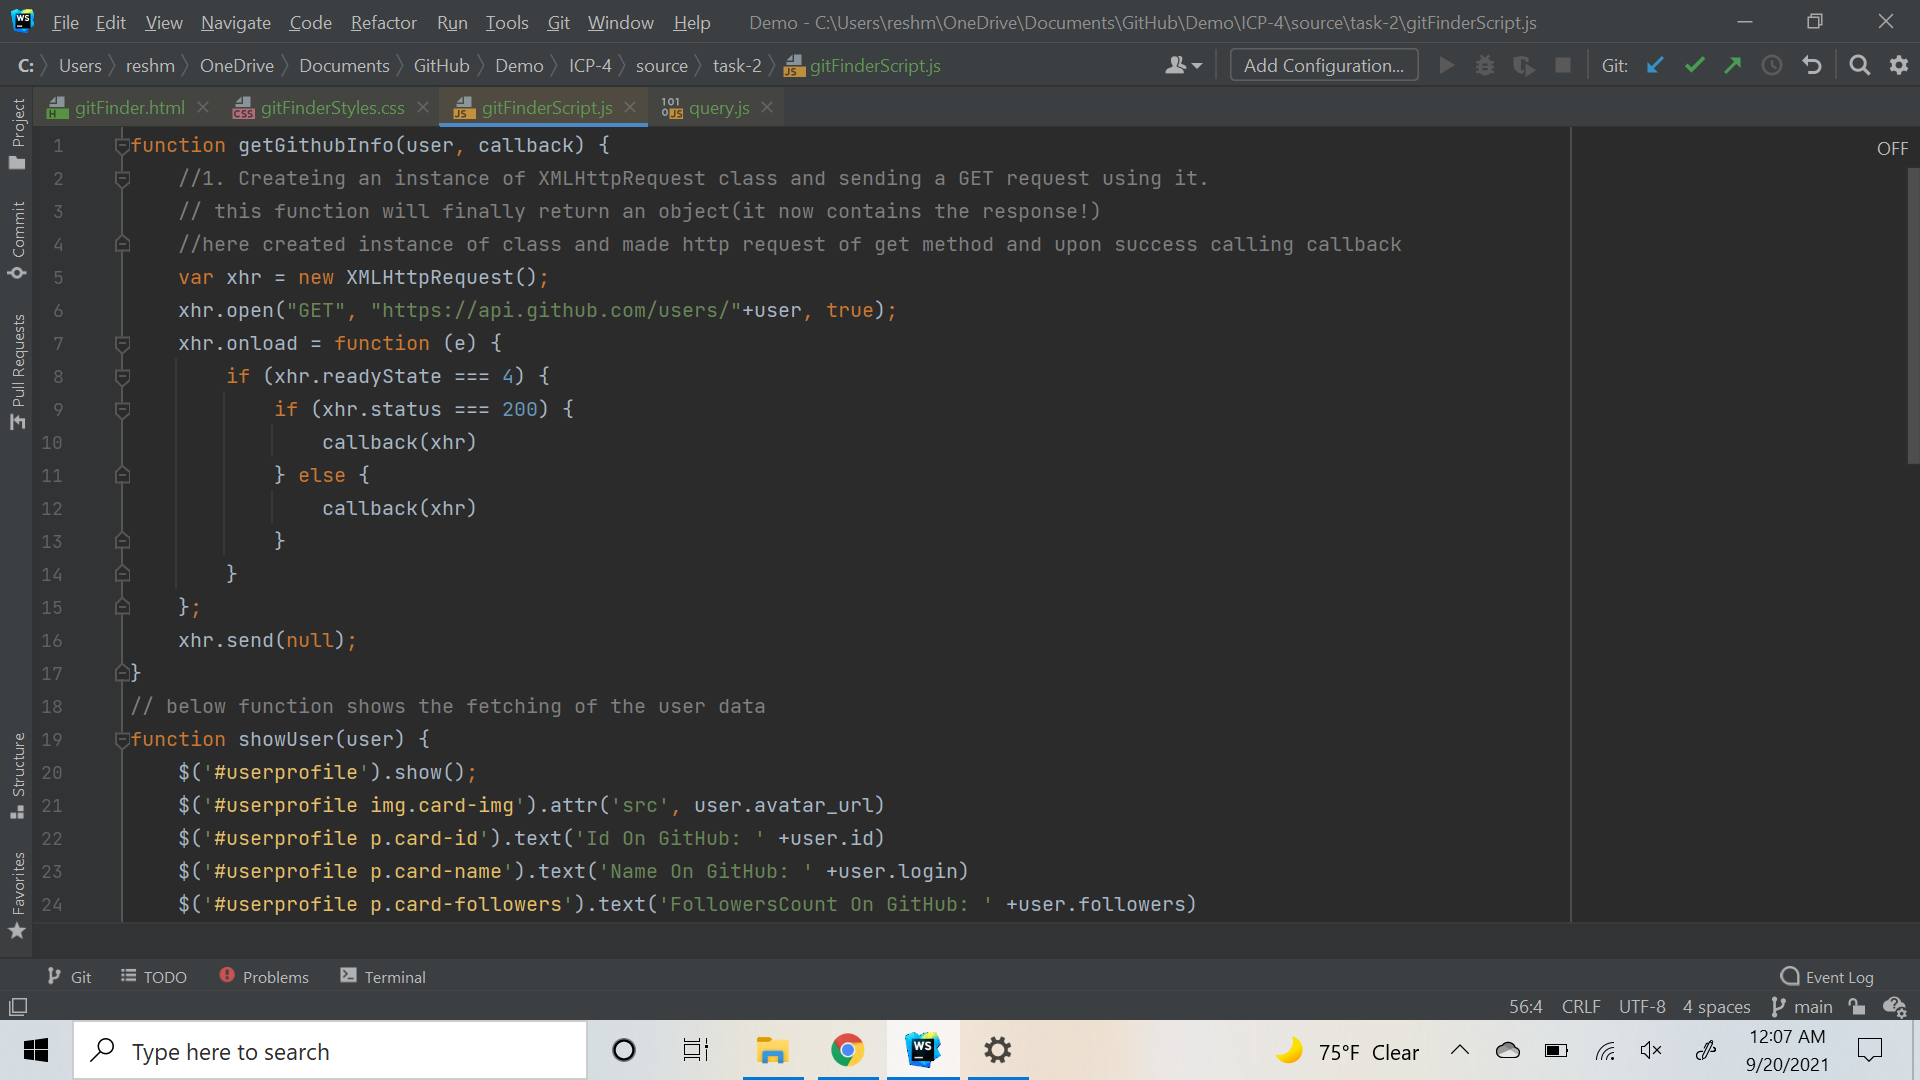 File Edit View Navigate Code Refactor Run Tools Git Window Help Demo - C:\Users\reshm\OneDrive\Documents\GitHub\Demo\ICP-4\source\task-2\gitFinderScript.js
C: Users reshm OneDrive Documents GitHub Demo ICP-4 source task-2 gitFinderScript.js Add Configuration... Git:
gitFinder.html gitFinderStyles.css gitFinderScript.js query.js
Project
Commit
Pull Requests
Structure
Favorites
OFF
1 function getGithubInfo(user, callback) {
2 //1. Createing an instance of XMLHttpRequest class and sending a GET request using it.
3 // this function will finally return an object(it now contains the response!)
4 //here created instance of class and made http request of get method and upon success calling callback
5 var xhr = new XMLHttpRequest();
6 xhr.open("GET", "https://api.github.com/users/"+user, true);
7 xhr.onload = function (e) {
8 if (xhr.readyState === 4) {
9 if (xhr.status === 200) {
10 callback(xhr)
11 } else {
12 callback(xhr)
13 }
14 }
15 };
16 xhr.send(null);
17 }
18 // below function shows the fetching of the user data
19 function showUser(user) {
20 $('#userprofile').show();
21 $('#userprofile img.card-img').attr('src', user.avatar_url)
22 $('#userprofile p.card-id').text('Id On GitHub: ' +user.id)
23 $('#userprofile p.card-name').text('Name On GitHub: ' +user.login)
24 $('#userprofile p.card-followers').text('FollowersCount On GitHub: ' +user.followers)
Git TODO Problems Terminal Event Log
56:4 CRLF UTF-8 4 spaces main
Type here to search
WS
75°F Clear
12:07 AM
9/20/2021